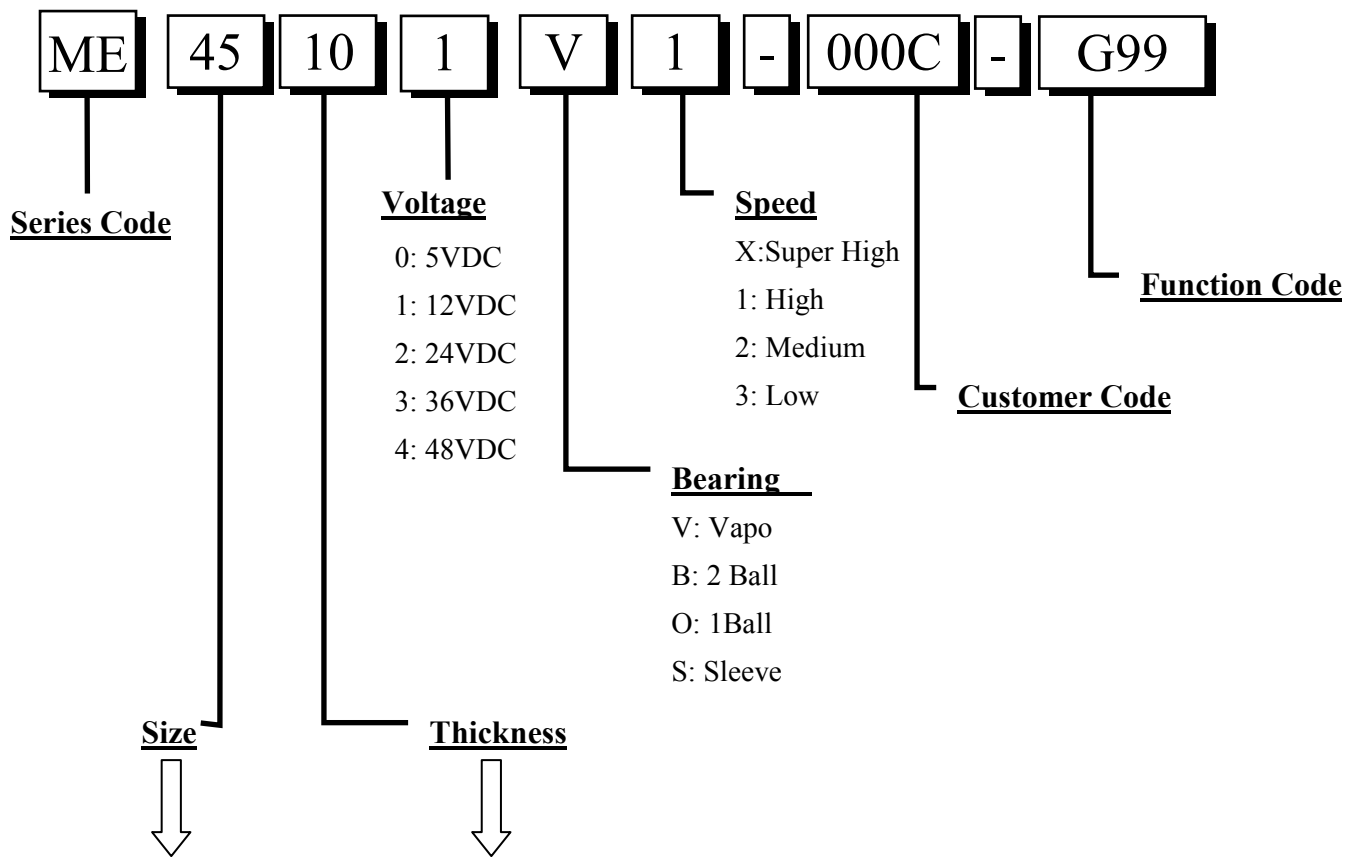 ME 45 10 1 V 1 - 000C - G99
Series Code
Voltage
0: 5VDC
1: 12VDC
2: 24VDC
3: 36VDC
4: 48VDC
Speed
X:Super High
1: High
2: Medium
3: Low
Function Code
Customer Code
Bearing
V: Vapo
B: 2 Ball
O: 1Ball
S: Sleeve
Size
Thickness